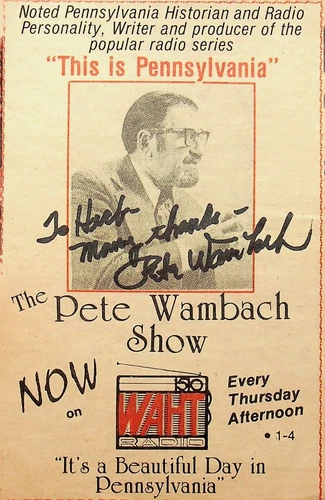 Noted Pennsylvania Historian and Radio
Personality, Writer and producer of the
popular radio series
"This is Pennsylvania"
Many thanks –
Pete Wambach
The
Pete Wambach
Show
NOW
on
1510
WAHT
RADIO
Every
Thursday
Afternoon
• 1-4
"It's a Beautiful Day in
Pennsylvania"